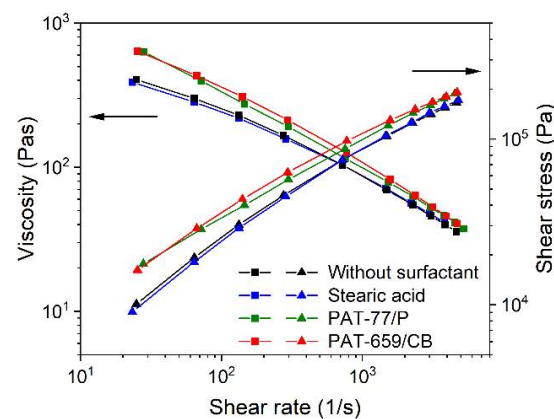 10³
10²
10¹
Viscosity (Pas)
10⁵
10⁴
Shear stress (Pa)
Without surfactant
Stearic acid
PAT-77/P
PAT-659/CB
10¹ 10² 10³
Shear rate (1/s)